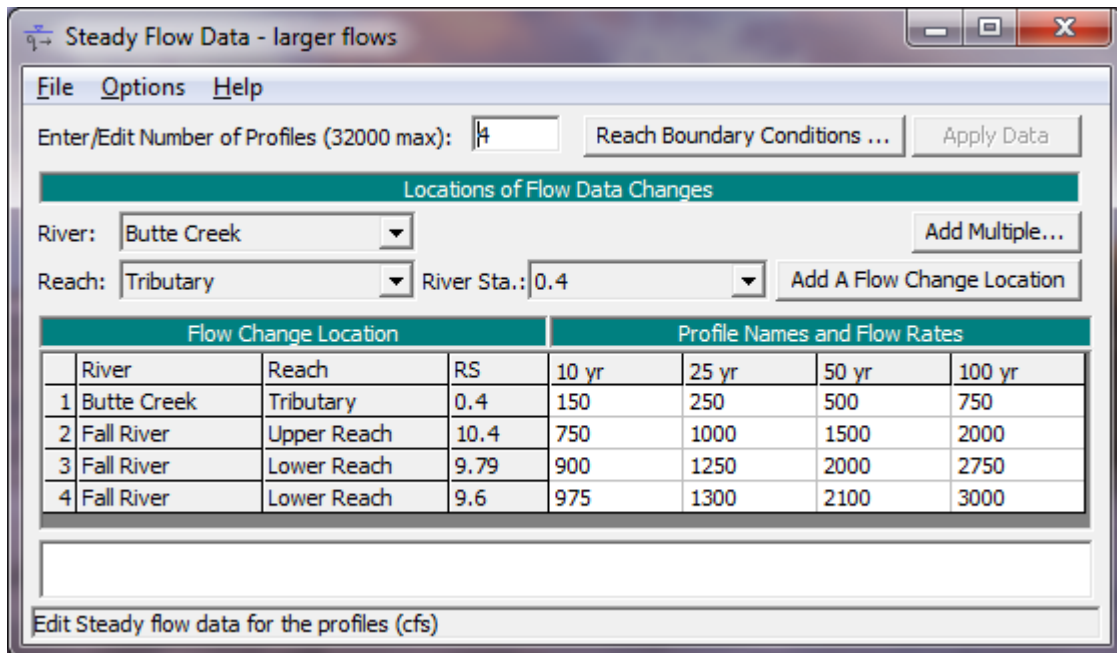 Steady Flow Data - larger flows
File Options Help
Enter/Edit Number of Profiles (32000 max): 4 Reach Boundary Conditions ... Apply Data
Locations of Flow Data Changes
River: Butte Creek Add Multiple...
Reach: Tributary River Sta.: 0.4 Add A Flow Change Location
Flow Change Location Profile Names and Flow Rates
River Reach RS 10 yr 25 yr 50 yr 100 yr
1 Butte Creek Tributary 0.4 150 250 500 750
2 Fall River Upper Reach 10.4 750 1000 1500 2000
3 Fall River Lower Reach 9.79 900 1250 2000 2750
4 Fall River Lower Reach 9.6 975 1300 2100 3000
Edit Steady flow data for the profiles (cfs)